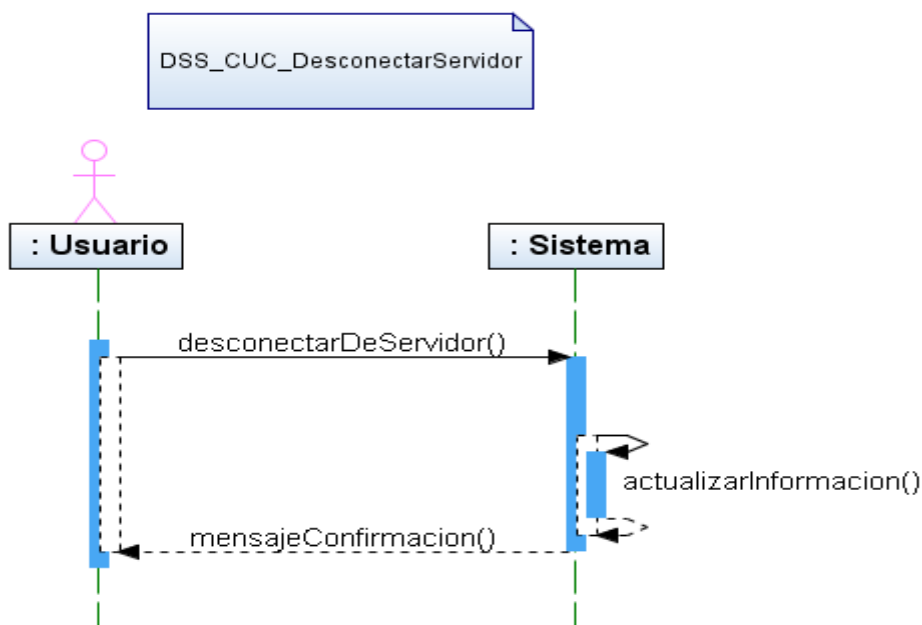 DSS_CUC_DesconectarServidor
: Usuario
: Sistema
desconectarDeServidor()
actualizarInformacion()
mensajeConfirmacion()